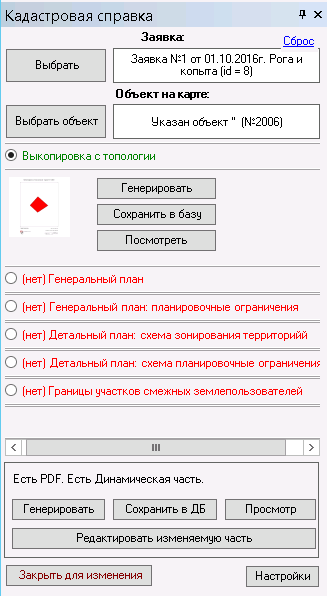 Кадастровая справка
Заявка:
Сброс
Выбрать
Заявка №1 от 01.10.2016г. Рога и
копыта (id = 8)
Объект на карте:
Выбрать объект
Указан объект '' (№2006)
Выкопировка с топологии
Генерировать
Сохранить в базу
Посмотреть
(нет) Генеральный план
(нет) Генеральный план: планировочные ограничения
(нет) Детальный план: схема зонирования территорийй
(нет) Детальный план: схема планировочные ограничения
(нет) Границы участков смежных землепользователей
Есть PDF. Есть Динамическая часть.
Генерировать
Сохранить в ДБ
Просмотр
Редактировать изменяемую часть
Закрыть для изменения
Настройки